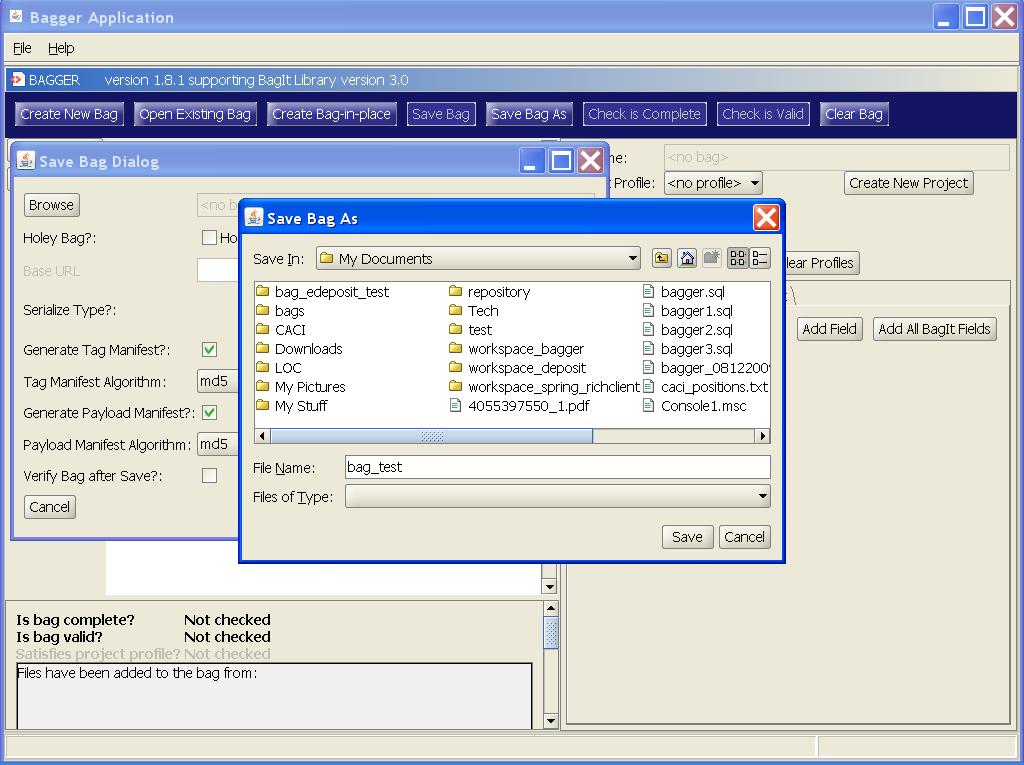 Bagger Application
File Help
BAGGER version 1.8.1 supporting BagIt Library version 3.0
Create New Bag Open Existing Bag Create Bag-in-place Save Bag Save Bag As Check is Complete Check is Valid Clear Bag
Save Bag Dialog
<no bag>
Profile: <no profile> Create New Project
Browse <no b
Save Bag As
Holey Bag?: Ho
Save In: My Documents
Base URL
Profiles
bag_edeposit_test repository bagger.sql
bags Tech bagger1.sql
Serialize Type?:
CACI test bagger2.sql
Add Field Add All BagIt Fields
Generate Tag Manifest?:
Downloads workspace_bagger bagger3.sql
LOC workspace_deposit bagger_0812200
Tag Manifest Algorithm: md5
My Pictures workspace_spring_richclient caci_positions.txt
My Stuff 4055397550_1.pdf Console1.msc
Generate Payload Manifest?:
Payload Manifest Algorithm: md5
File Name: bag_test
Verify Bag after Save?:
Files of Type:
Cancel
Save Cancel
Is bag complete? Not checked
Is bag valid? Not checked
Satisfies project profile? Not checked
Files have been added to the bag from: